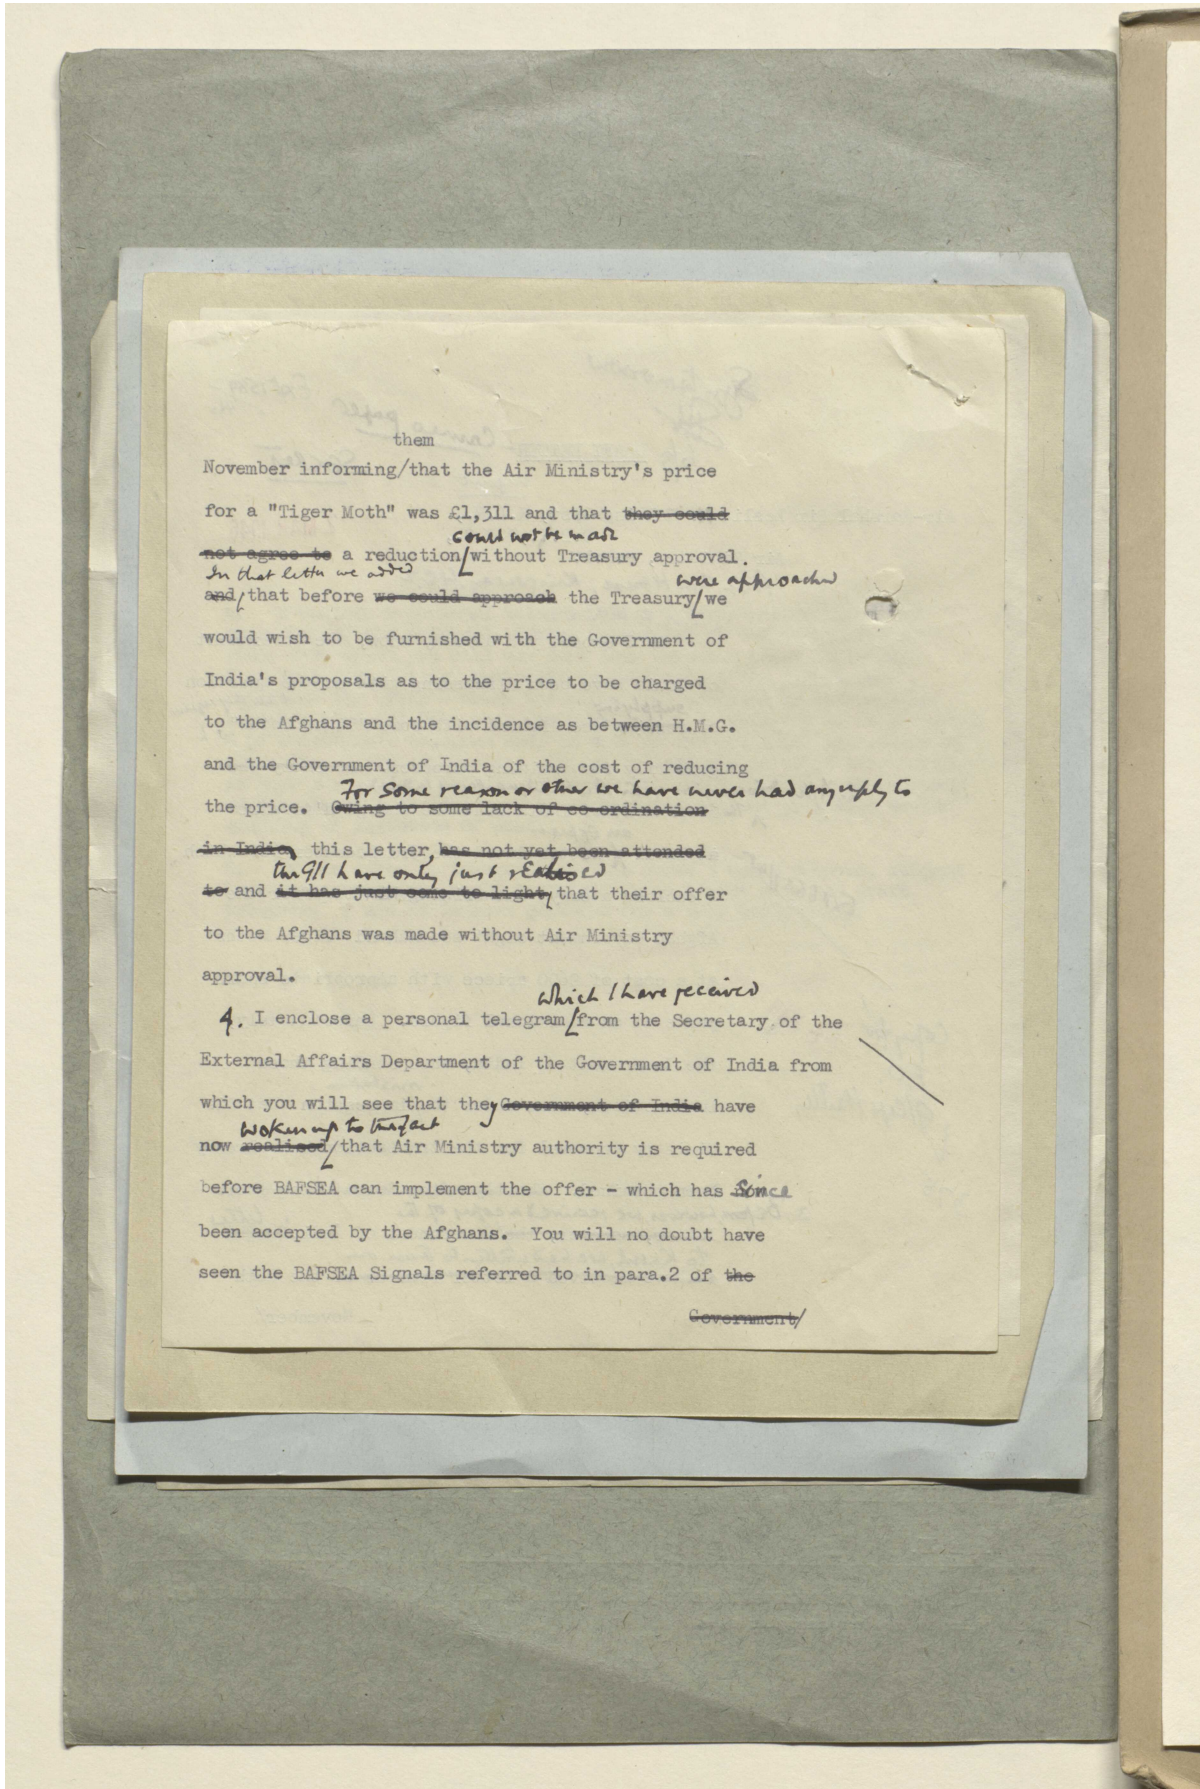 them
November informing/that the Air Ministry's price
for a "Tiger Moth" was £1,311 and that they could
could not be made
not agree to a reduction/without Treasury approval.
In that letter we added were approached
and/that before we could approach the Treasury/we
would wish to be furnished with the Government of
India's proposals as to the price to be charged
to the Afghans and the incidence as between H.M.G.
and the Government of India of the cost of reducing
For some reason or other we have never had any reply to
the price. Owing to some lack of co-ordination
in India, this letter, has not yet been attended
the G/I have only just realised
to and it has just come to light, that their offer
to the Afghans was made without Air Ministry
approval.
which I have received
4. I enclose a personal telegram/from the Secretary of the
External Affairs Department of the Government of India from
which you will see that they Government of India have
woken up to the fact
now realised/that Air Ministry authority is required
before BAFSEA can implement the offer - which has since
been accepted by the Afghans. You will no doubt have
seen the BAFSEA Signals referred to in para.2 of the
Government/